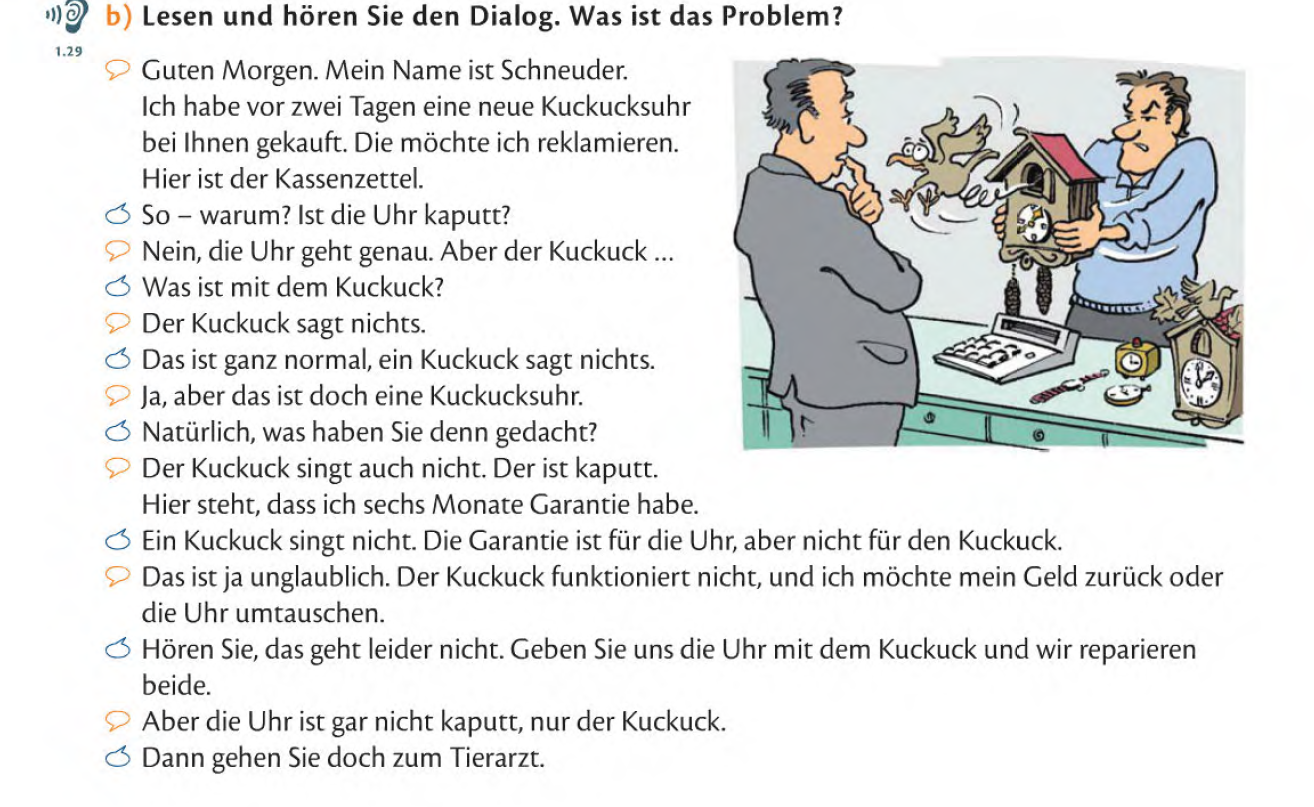 b) Lesen und hören Sie den Dialog. Was ist das Problem?
1.29
Guten Morgen. Mein Name ist Schneuder.
Ich habe vor zwei Tagen eine neue Kuckucksuhr
bei Ihnen gekauft. Die möchte ich reklamieren.
Hier ist der Kassenzettel.
So – warum? Ist die Uhr kaputt?
Nein, die Uhr geht genau. Aber der Kuckuck ...
Was ist mit dem Kuckuck?
Der Kuckuck sagt nichts.
Das ist ganz normal, ein Kuckuck sagt nichts.
Ja, aber das ist doch eine Kuckucksuhr.
Natürlich, was haben Sie denn gedacht?
Der Kuckuck singt auch nicht. Der ist kaputt.
Hier steht, dass ich sechs Monate Garantie habe.
Ein Kuckuck singt nicht. Die Garantie ist für die Uhr, aber nicht für den Kuckuck.
Das ist ja unglaublich. Der Kuckuck funktioniert nicht, und ich möchte mein Geld zurück oder
die Uhr umtauschen.
Hören Sie, das geht leider nicht. Geben Sie uns die Uhr mit dem Kuckuck und wir reparieren
beide.
Aber die Uhr ist gar nicht kaputt, nur der Kuckuck.
Dann gehen Sie doch zum Tierarzt.